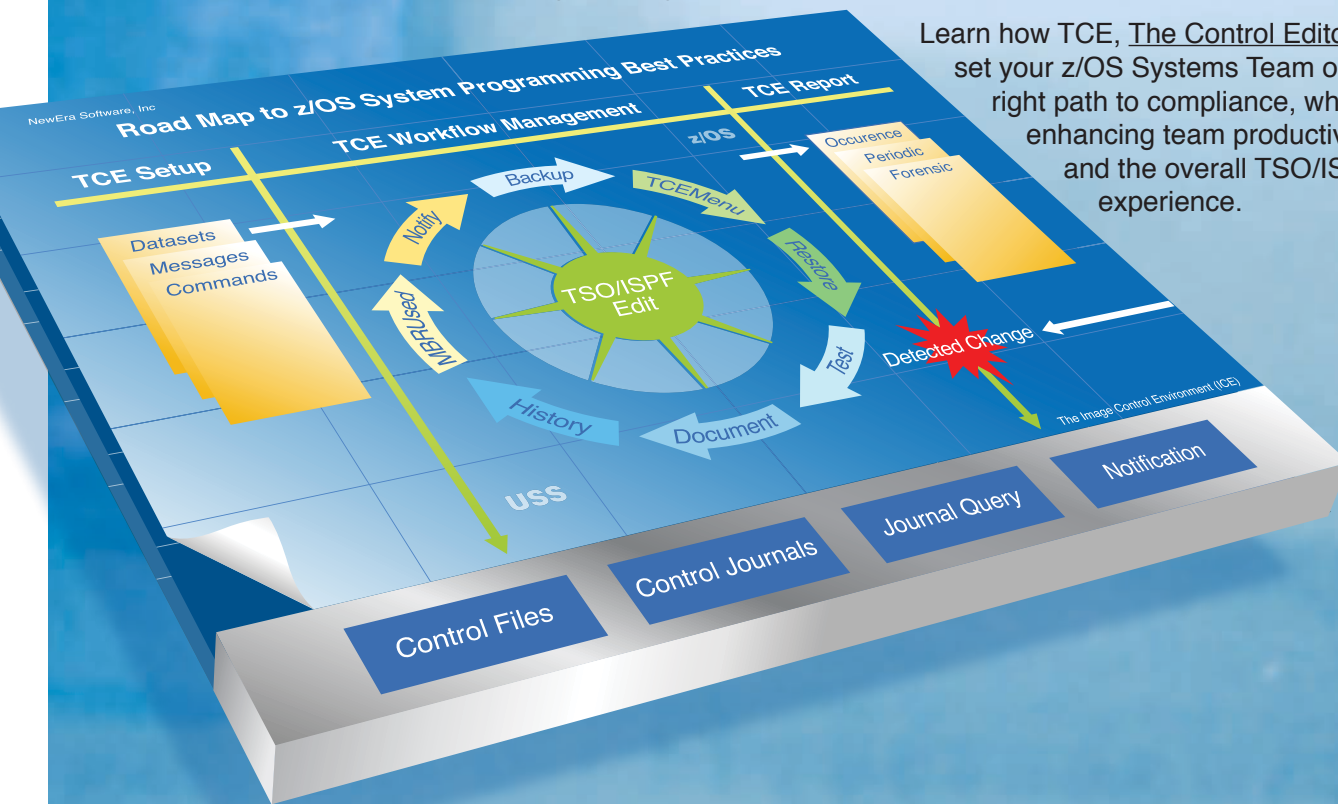 Learn how TCE, The Control Edito
set your z/OS Systems Team o
right path to compliance, wh
enhancing team productiv
and the overall TSO/IS
experience.
NewEra Software, Inc
Road Map to z/OS System Programming Best Practices
TCE Setup
TCE Workflow Management
TCE Report
z/OS
Datasets
Messages
Commands
Backup
TCEMenu
Restore
Test
Document
History
MBRUsed
Notify
TSO/ISPF
Edit
Occurence
Periodic
Forensic
Detected Change
USS
The Image Control Environment (ICE)
Control Files
Control Journals
Journal Query
Notification